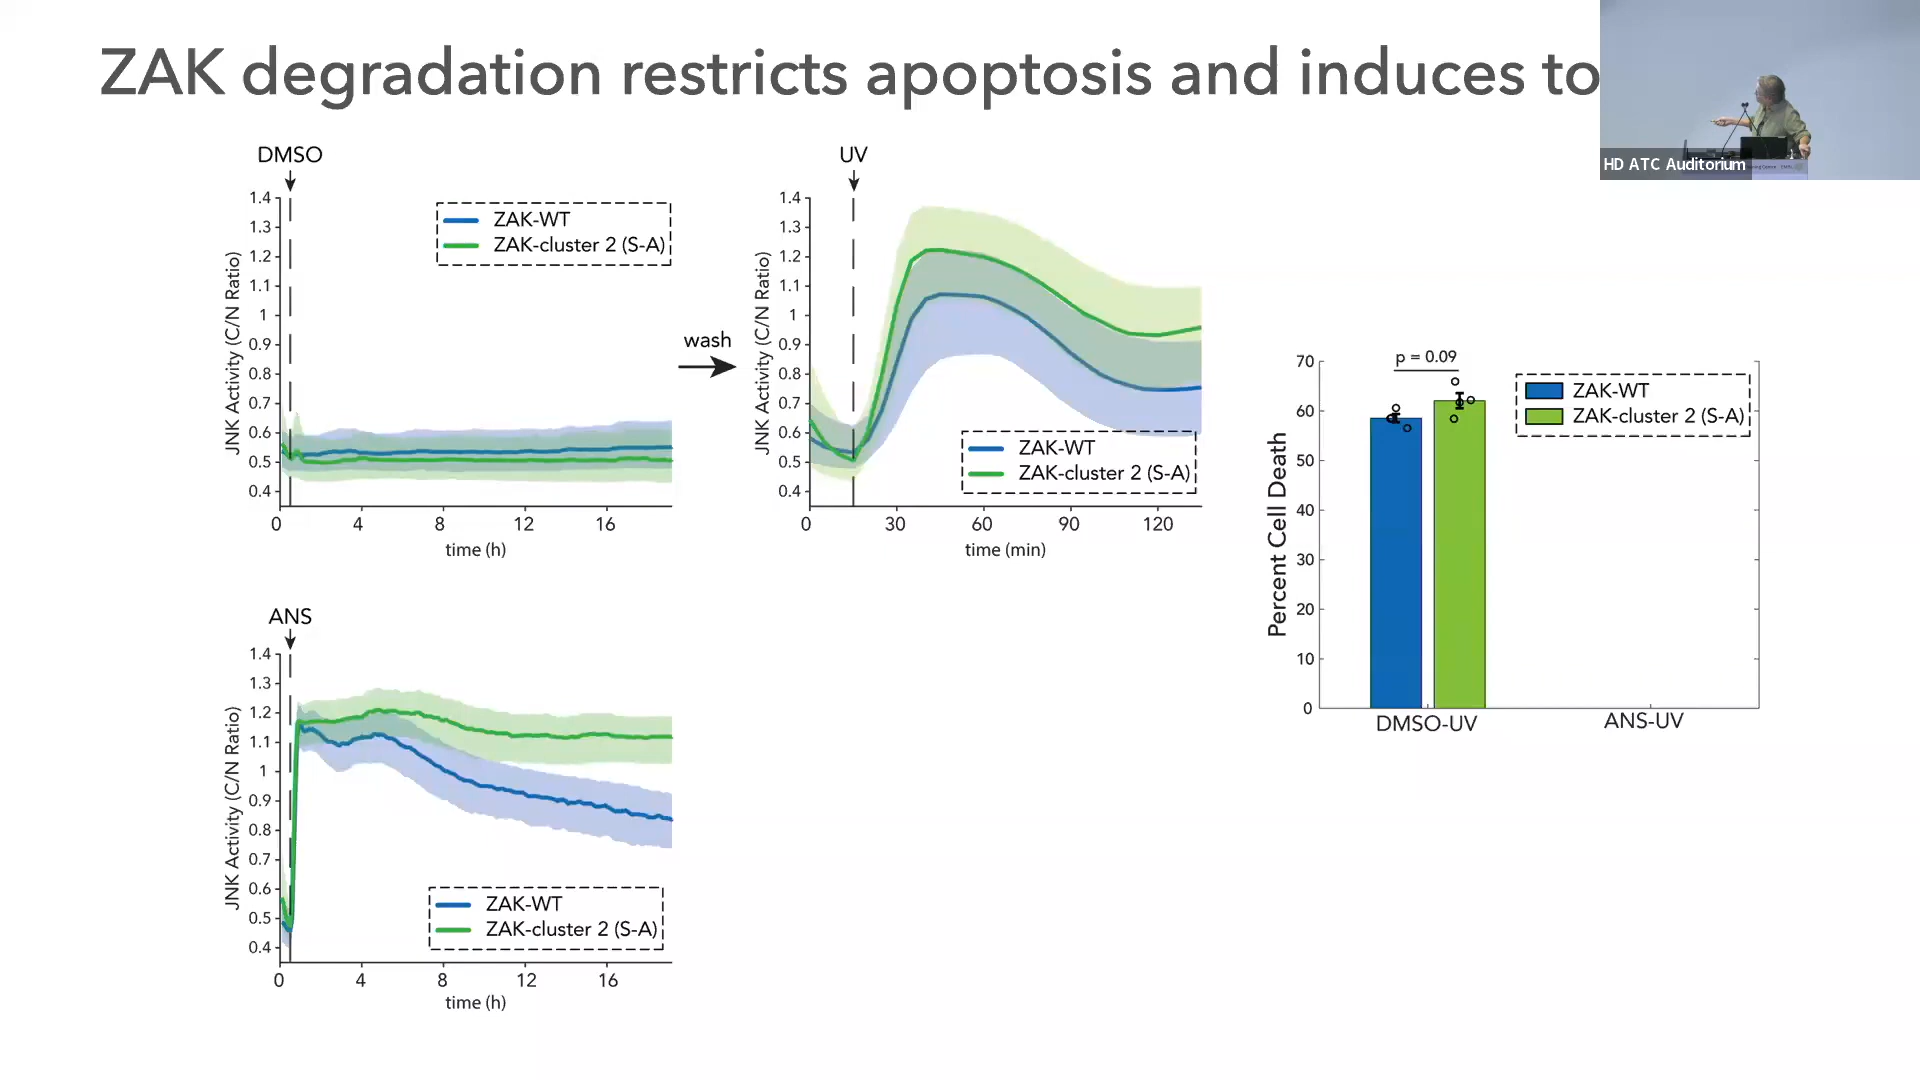 ZAK degradation restricts apoptosis and induces to
HD ATC Auditorium
DMSO
1.4
1.3
1.2
1.1
1
0.9
0.8
0.7
0.6
0.5
0.4
JNK Activity (C/N Ratio)
ZAK-WT
ZAK-cluster 2 (S-A)
0 4 8 12 16
time (h)
wash
UV
1.4
1.3
1.2
1.1
1
0.9
0.8
0.7
0.6
0.5
0.4
JNK Activity (C/N Ratio)
ZAK-WT
ZAK-cluster 2 (S-A)
0 30 60 90 120
time (min)
p = 0.09
70
60
50
40
30
20
10
0
Percent Cell Death
ZAK-WT
ZAK-cluster 2 (S-A)
DMSO-UV ANS-UV
ANS
1.4
1.3
1.2
1.1
1
0.9
0.8
0.7
0.6
0.5
0.4
JNK Activity (C/N Ratio)
ZAK-WT
ZAK-cluster 2 (S-A)
0 4 8 12 16
time (h)